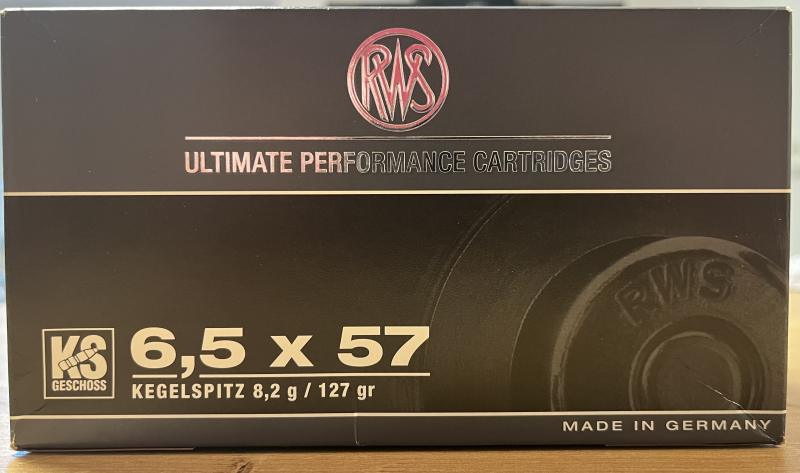 RWS
ULTIMATE PERFORMANCE CARTRIDGES
RWS
KS
GESCHOSS
6,5 x 57
KEGELSPITZ 8,2 g / 127 gr
MADE IN GERMANY